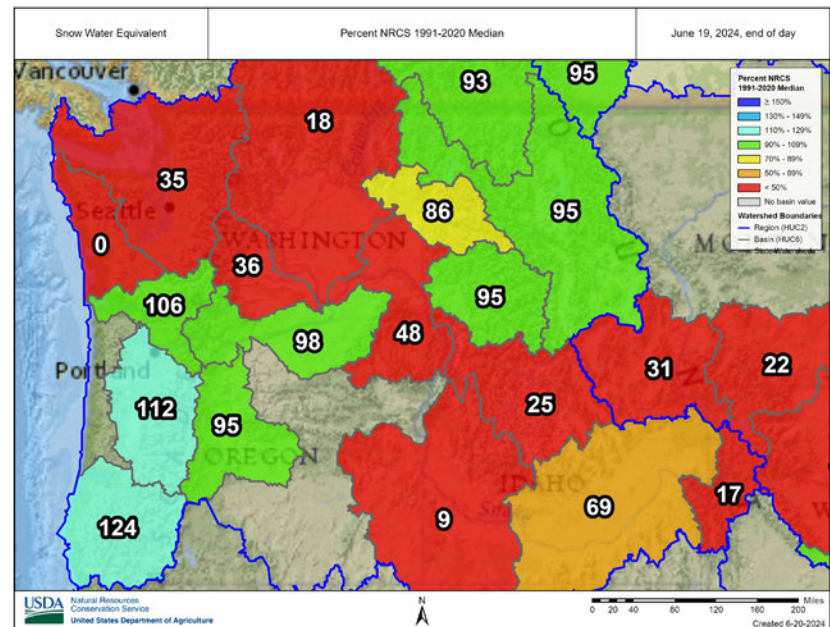 Snow Water Equivalent
Percent NRCS 1991-2020 Median
June 19, 2024, end of day
Vancouver
93
95
18
35
Seattle
86
95
0
WASHINGTON
36
106
95
98
48
Portland
31
22
112
25
95
OREGON
IDAHO
17
69
9
Snake
124
Percent NRCS
1991-2020 Median
≥ 150%
130% - 149%
110% - 129%
90% - 109%
70% - 89%
50% - 69%
< 50%
No basin value
Watershed Boundaries
Region (HUC2)
Basin (HUC6)
USDA
Natural Resources
Conservation Service
United States Department of Agriculture
N
Miles
0 20 40 80 120 160 200
Created 6-20-2024